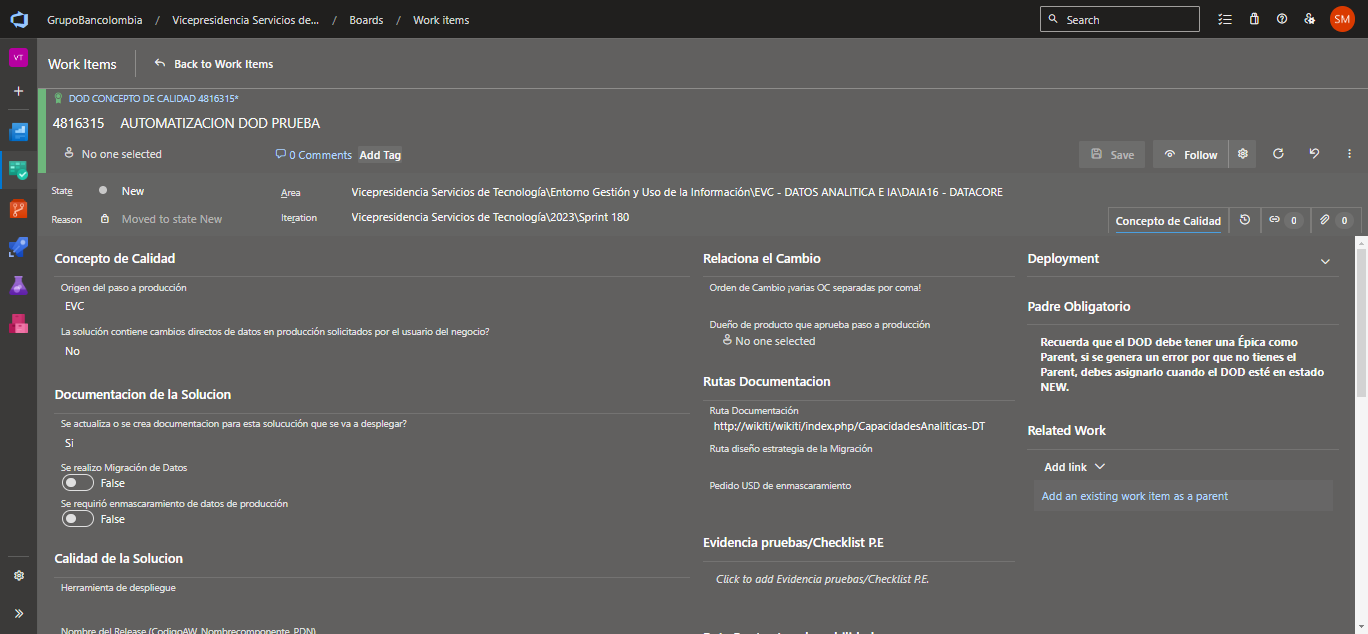 GrupoBancolombia / Vicepresidencia Servicios de... / Boards / Work items
Search
SM
VT
Work Items
Back to Work Items
DOD CONCEPTO DE CALIDAD 4816315*
4816315 AUTOMATIZACION DOD PRUEBA
No one selected
0 Comments
Add Tag
Save
Follow
State
New
Area
Vicepresidencia Servicios de Tecnología\Entorno Gestión y Uso de la Información\EVC - DATOS ANALITICA E IA\DAIA16 - DATACORE
Reason
Moved to state New
Iteration
Vicepresidencia Servicios de Tecnología\2023\Sprint 180
Concepto de Calidad
0
0
Concepto de Calidad
Origen del paso a producción
EVC
La solución contiene cambios directos de datos en producción solicitados por el usuario del negocio?
No
Documentacion de la Solucion
Se actualiza o se crea documentacion para esta solucución que se va a desplegar?
Si
Se realizo Migración de Datos
False
Se requirió enmascaramiento de datos de producción
False
Calidad de la Solucion
Herramienta de despliegue
Nombre del Release (CodigoAW_Nombrecomponente_PDN)
Relaciona el Cambio
Orden de Cambio ¡varias OC separadas por coma!
Dueño de producto que aprueba paso a producción
No one selected
Rutas Documentacion
Ruta Documentación
http://wikiti/wikiti/index.php/CapacidadesAnaliticas-DT
Ruta diseño estrategia de la Migración
Pedido USD de enmascaramiento
Evidencia pruebas/Checklist P.E
Click to add Evidencia pruebas/Checklist P.E.
Deployment
Padre Obligatorio
Recuerda que el DOD debe tener una Épica como
Parent, si se genera un error por que no tienes el
Parent, debes asignarlo cuando el DOD esté en estado
NEW.
Related Work
Add link
Add an existing work item as a parent